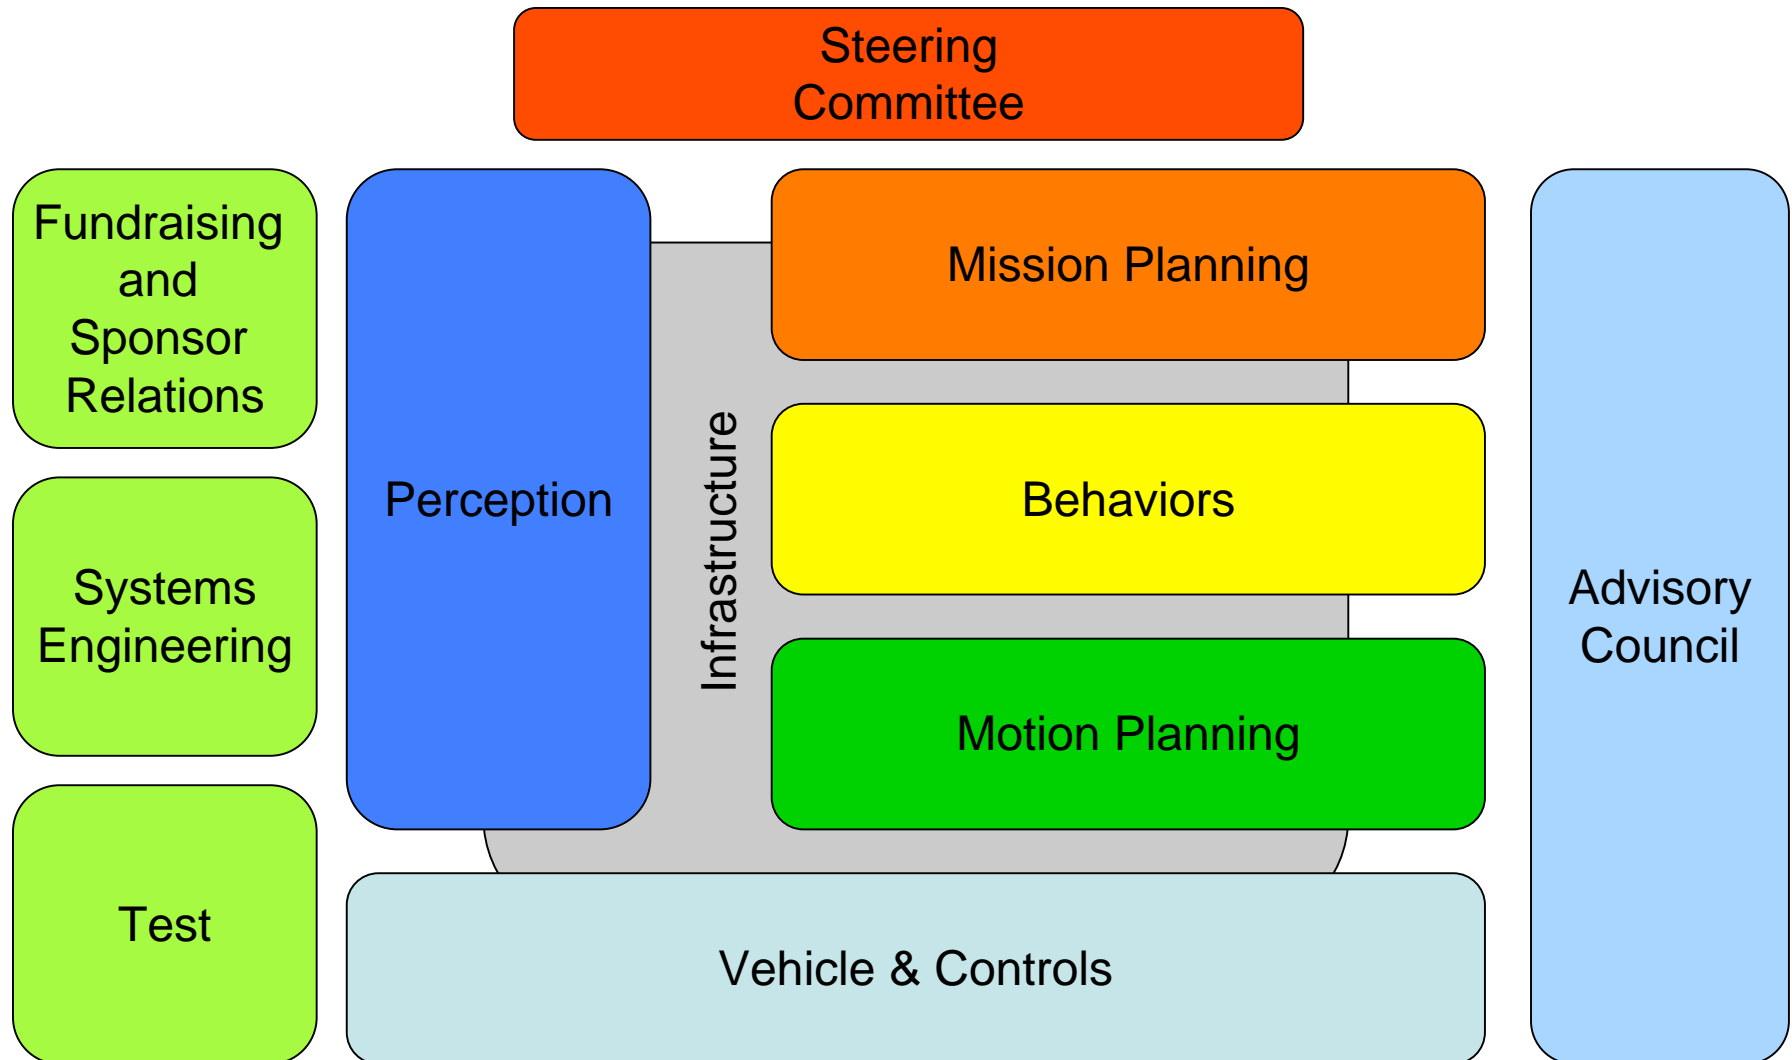 Steering
Committee
Fundraising
and
Sponsor
Relations
Systems
Engineering
Test
Perception
Infrastructure
Mission Planning
Behaviors
Motion Planning
Vehicle & Controls
Advisory
Council